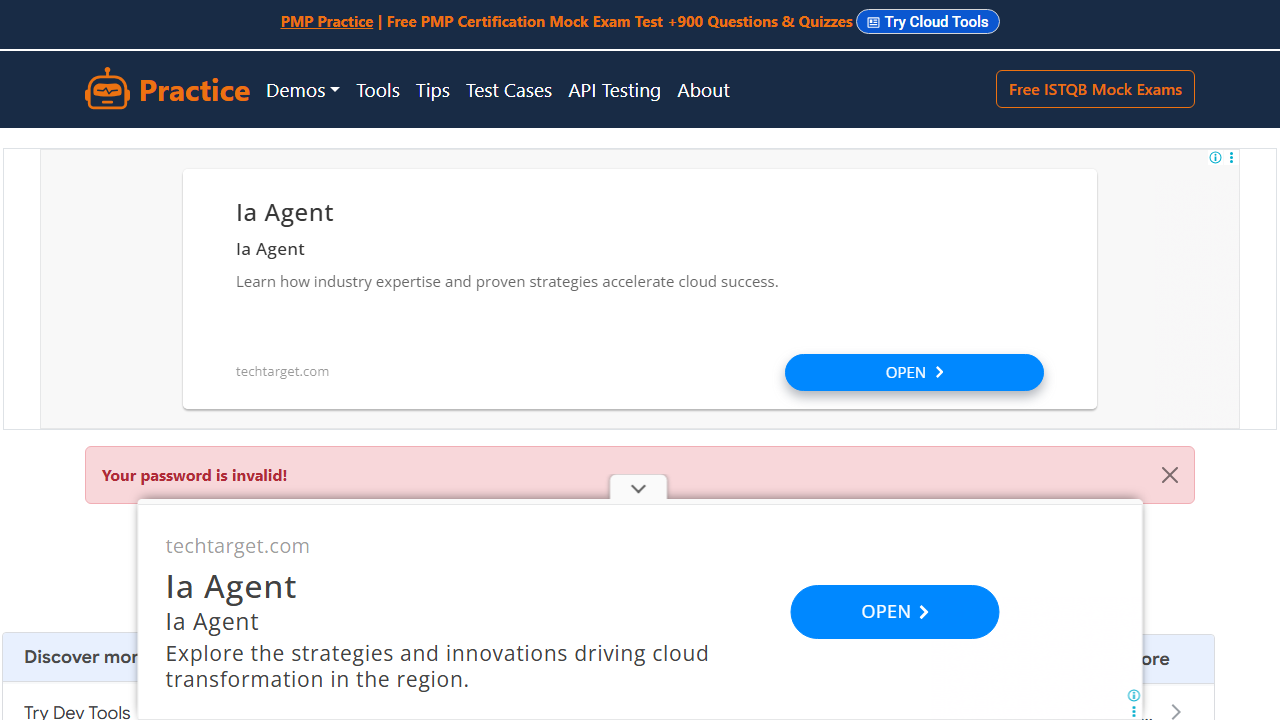 PMP Practice | Free PMP Certification Mock Exam Test +900 Questions & Quizzes Try Cloud Tools
Practice Demos Tools Tips Test Cases API Testing About Free ISTQB Mock Exams
Ia Agent
Ia Agent
Learn how industry expertise and proven strategies accelerate cloud success.
techtarget.com OPEN
Your password is invalid!
techtarget.com
Ia Agent
Ia Agent
OPEN
Explore the strategies and innovations driving cloud
transformation in the region.
Discover mor
ore
Try Dev Tools
...